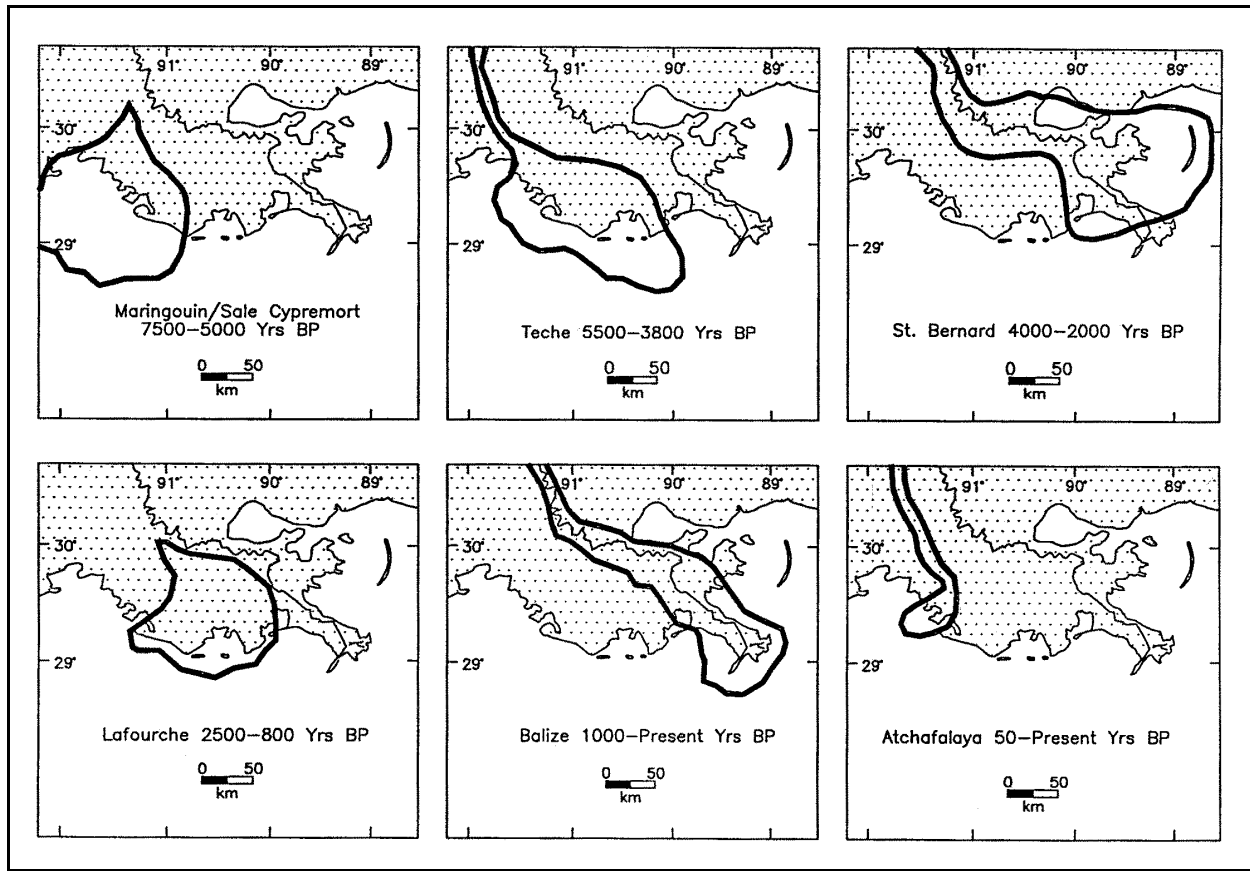 91° 90° 89°
30°
29°
Maringouin/Sale Cypremort
7500-5000 Yrs BP
0 50
km
91° 90° 89°
30°
29°
Teche 5500-3800 Yrs BP
0 50
km
91° 90° 89°
30°
29°
St. Bernard 4000-2000 Yrs BP
0 50
km
91° 90° 89°
30°
29°
Lafourche 2500-800 Yrs BP
0 50
km
91° 90° 89°
30°
29°
Balize 1000-Present Yrs BP
0 50
km
91° 90° 89°
30°
29°
Atchafalaya 50-Present Yrs BP
0 50
km